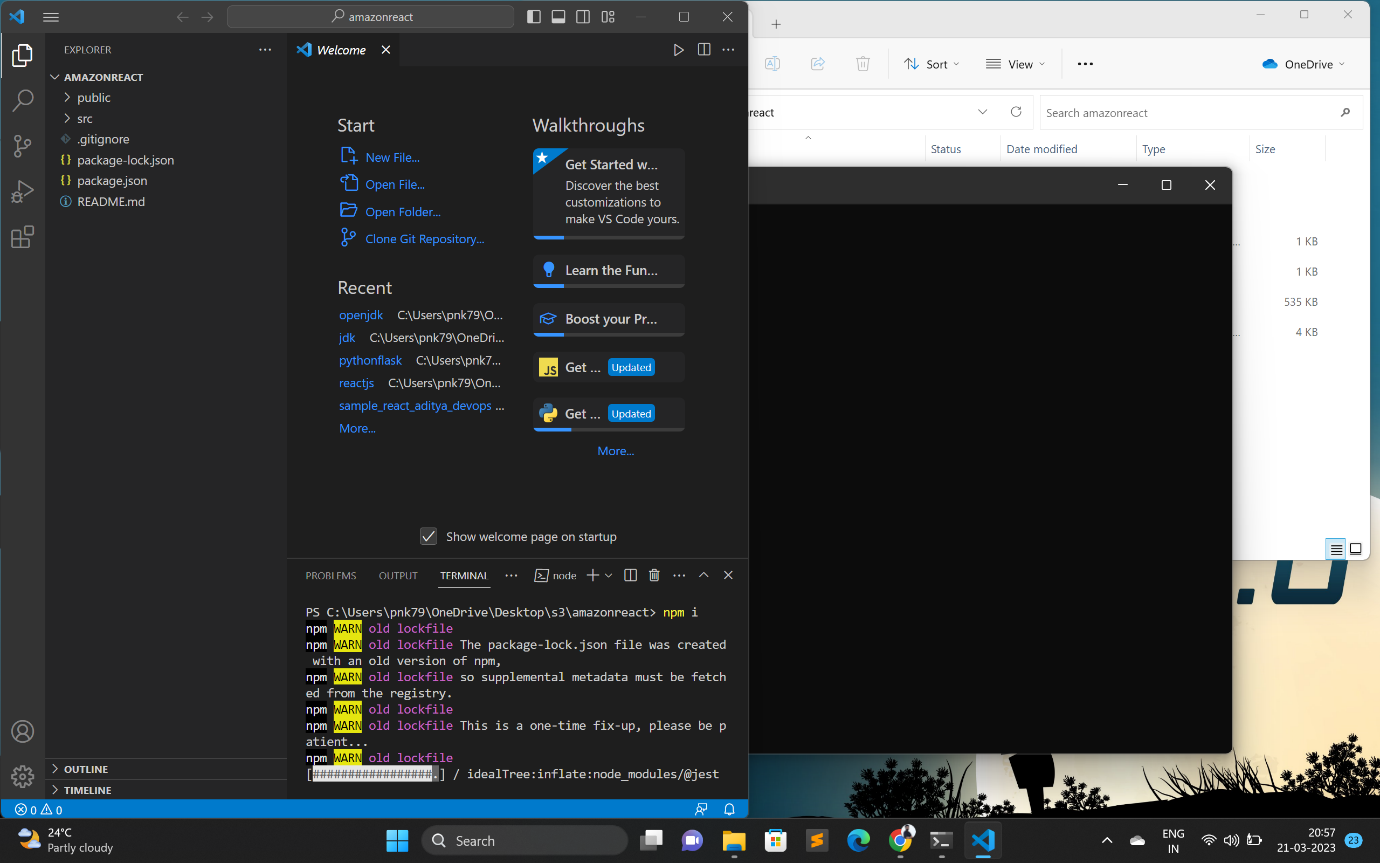 amazonreact
EXPLORER
AMAZONREACT
public
src
.gitignore
package-lock.json
package.json
README.md
OUTLINE
TIMELINE
Welcome
Start
New File...
Open File...
Open Folder...
Clone Git Repository...
Recent
openjdk C:\Users\pnk79\O...
jdk C:\Users\pnk79\OneDri...
pythonflask C:\Users\pnk7...
reactjs C:\Users\pnk79\On...
sample_react_aditya_devops ...
More...
Walkthroughs
Get Started w...
Discover the best
customizations to
make VS Code yours.
Learn the Fun...
Boost your Pr...
JS Get ... Updated
Get ... Updated
More...
Show welcome page on startup
PROBLEMS OUTPUT TERMINAL node
PS C:\Users\pnk79\OneDrive\Desktop\s3\amazonreact> npm i
npm WARN old lockfile
npm WARN old lockfile The package-lock.json file was created
with an old version of npm,
npm WARN old lockfile so supplemental metadata must be fetch
ed from the registry.
npm WARN old lockfile
npm WARN old lockfile This is a one-time fix-up, please be p
atient...
npm WARN old lockfile
[#################.] / idealTree:inflate:node_modules/@jest
0 0
Sort View OneDrive
react
Search amazonreact
Status Date modified Type Size
... 1 KB
1 KB
535 KB
... 4 KB
24°C
Partly cloudy
Search
ENG
IN
20:57
21-03-2023
23